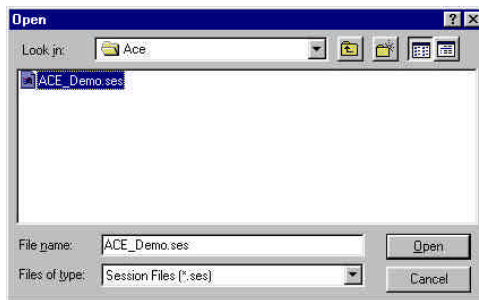 Open
Look in: Ace
ACE_Demo.ses
File name: ACE_Demo.ses Open
Files of type: Session Files (*.ses) Cancel